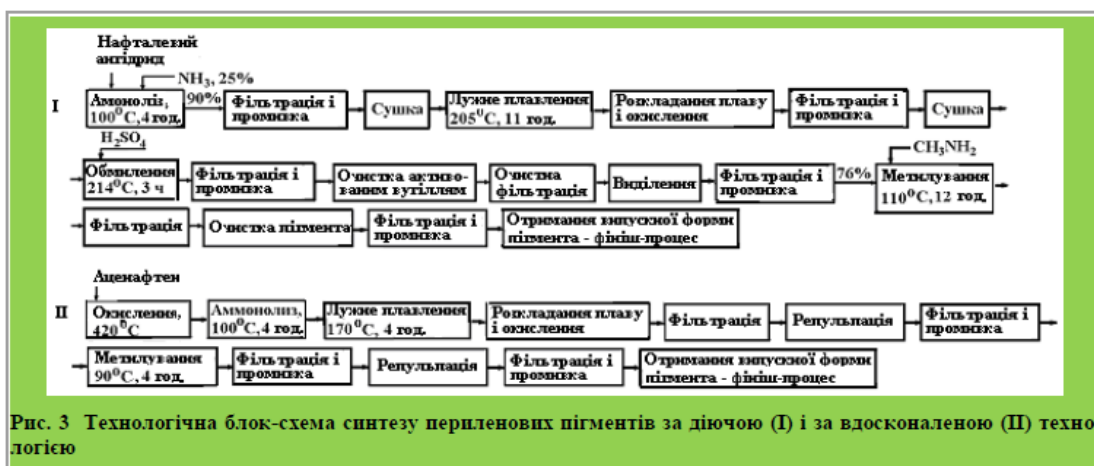 Нафталевий
ангідрид
NH₃, 25%
I
Амоноліз,
100⁰С, 4 год.
90%
Фільтрація і
промивка
Сушка
Лужне плавлення
205⁰С, 11 год.
Розкладання плаву
і окислення
Фільтрація і
промивка
Сушка
H₂SO₄
Обмилення
214⁰С, 3 ч
Фільтрація і
промивка
Очистка активо-
ваним вугіллям
Очистна
фільтрація
Виділення
Фільтрація і
промивка
76%
CH₃NH₂
Метилування
110⁰С, 12 год.
Фільтрація
Очистка пігмента
Фільтрація і
промивка
Отримання випускної форми
пігмента - фініш-процес
Аценафтен
II
Окислення,
420⁰С
Аммонолиз,
100⁰С, 4 год.
Лужне плавлення
170⁰С, 4 год.
Розкладання плаву
і окислення
Фільтрація
Репульпація
Фільтрація і
промивка
Метилування
90⁰С, 4 год.
Фільтрація і
промивка
Репульпація
Фільтрація і
промивка
Отримання випускної форми
пігмента - фініш-процес
Рис. 3 Технологічна блок-схема синтезу периленових пігментів за діючою (I) і за вдосконаленою (II) техно
логією